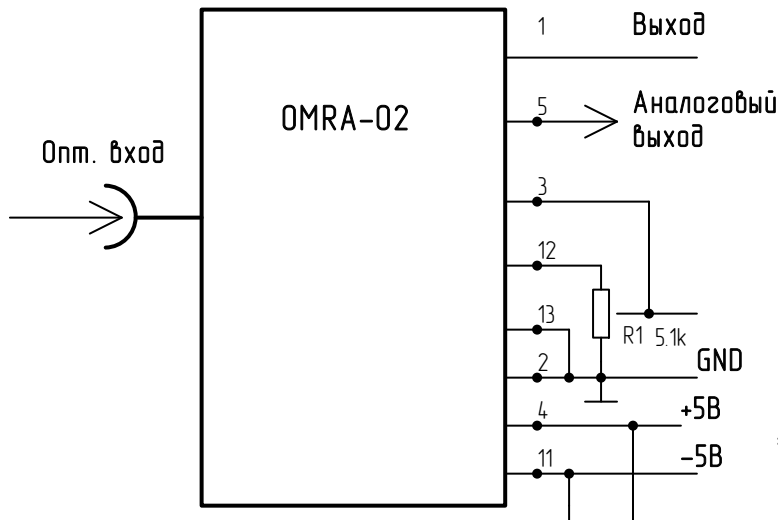 1 Выход
5 Аналоговый
выход
OMRA-02
Опт. вход
3
12
13
R1 5.1k
2 GND
4 +5В
11 -5В